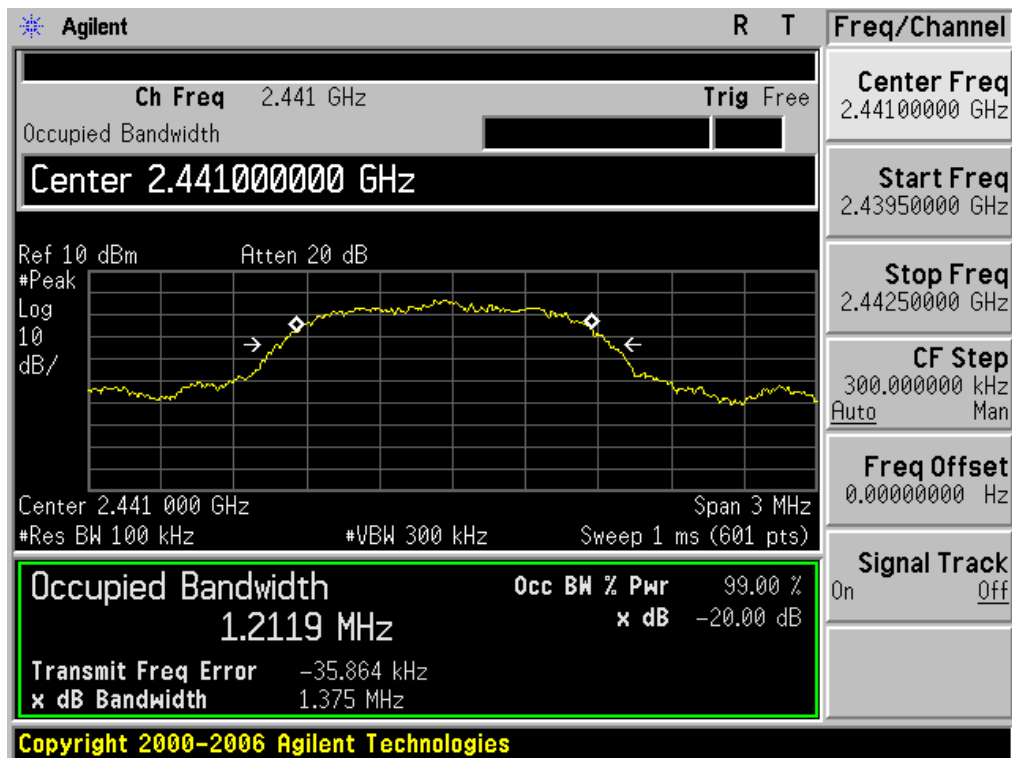 Agilent R T
Ch Freq 2.441 GHz Trig Free
Occupied Bandwidth
Center 2.441000000 GHz
Ref 10 dBm Atten 20 dB
#Peak
Log
10
dB/
Center 2.441 000 GHz Span 3 MHz
#Res BW 100 kHz #VBW 300 kHz Sweep 1 ms (601 pts)
Occupied Bandwidth
1.2119 MHz
Occ BW % Pwr 99.00 %
x dB -20.00 dB
Transmit Freq Error -35.864 kHz
x dB Bandwidth 1.375 MHz
Copyright 2000-2006 Agilent Technologies
Freq/Channel
Center Freq
2.44100000 GHz
Start Freq
2.43950000 GHz
Stop Freq
2.44250000 GHz
CF Step
300.000000 kHz
Auto Man
Freq Offset
0.00000000 Hz
Signal Track
On Off